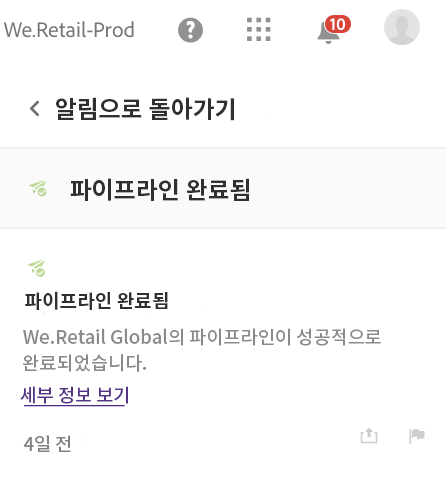 We.Retail-Prod
?
10
알림으로 돌아가기
파이프라인 완료됨
파이프라인 완료됨
We.Retail Global의 파이프라인이 성공적으로
완료되었습니다.
세부 정보 보기
4일 전